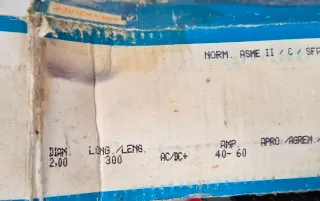 NORM. ASME II / C / SFA
DIAM. LONG./LENG. AMP. APRO./AGREM./
2,00 300 AC/DC+ 40- 60